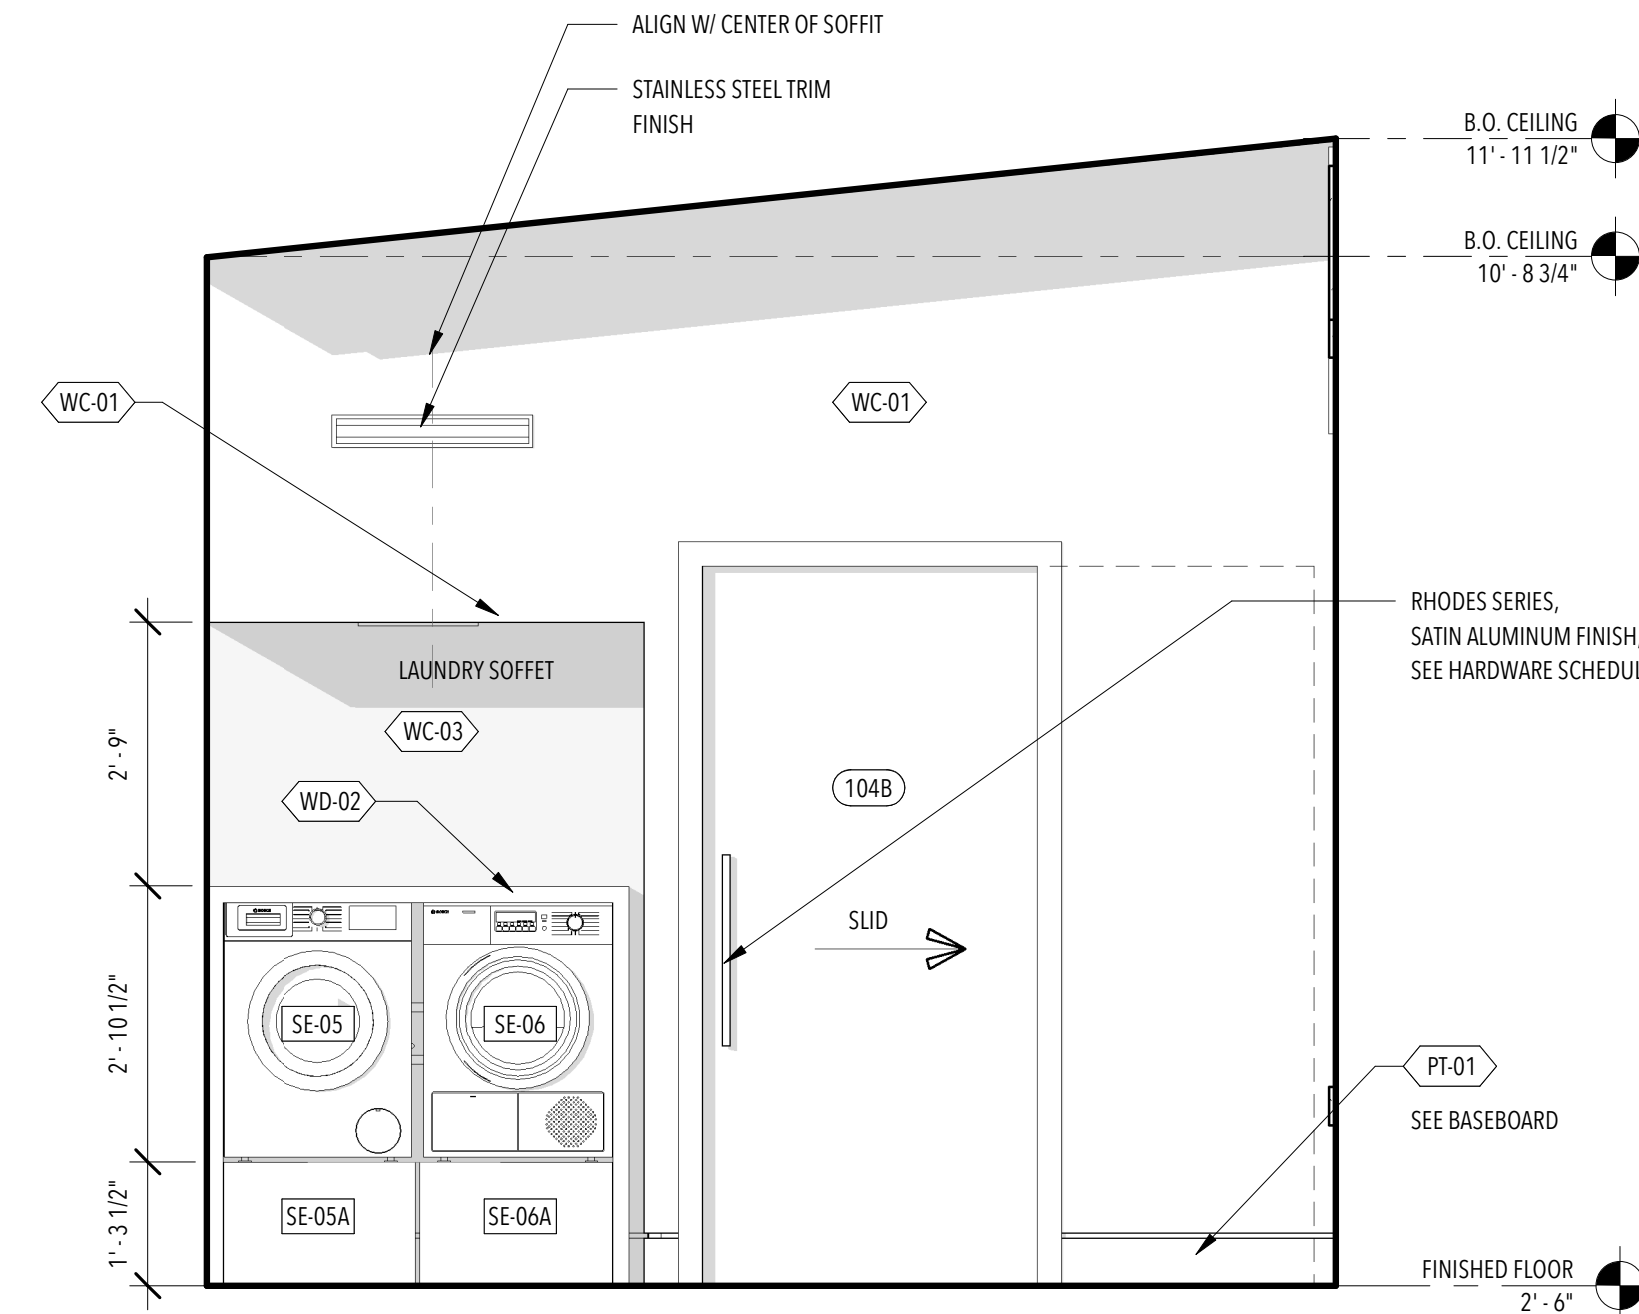 ALIGN W/ CENTER OF SOFFIT
STAINLESS STEEL TRIM
FINISH
B.O. CEILING
11' - 11 1/2"
B.O. CEILING
10' - 8 3/4"
WC-01
WC-01
RHODES SERIES,
SATIN ALUMINUM FINISH,
SEE HARDWARE SCHEDUL
LAUNDRY SOFFET
WC-03
2' - 9"
WD-02
104B
SLID
BOSCH
BOSCH
2' - 10 1/2"
SE-05
SE-06
PT-01
SEE BASEBOARD
1' - 3 1/2"
SE-05A
SE-06A
FINISHED FLOOR
2' - 6"